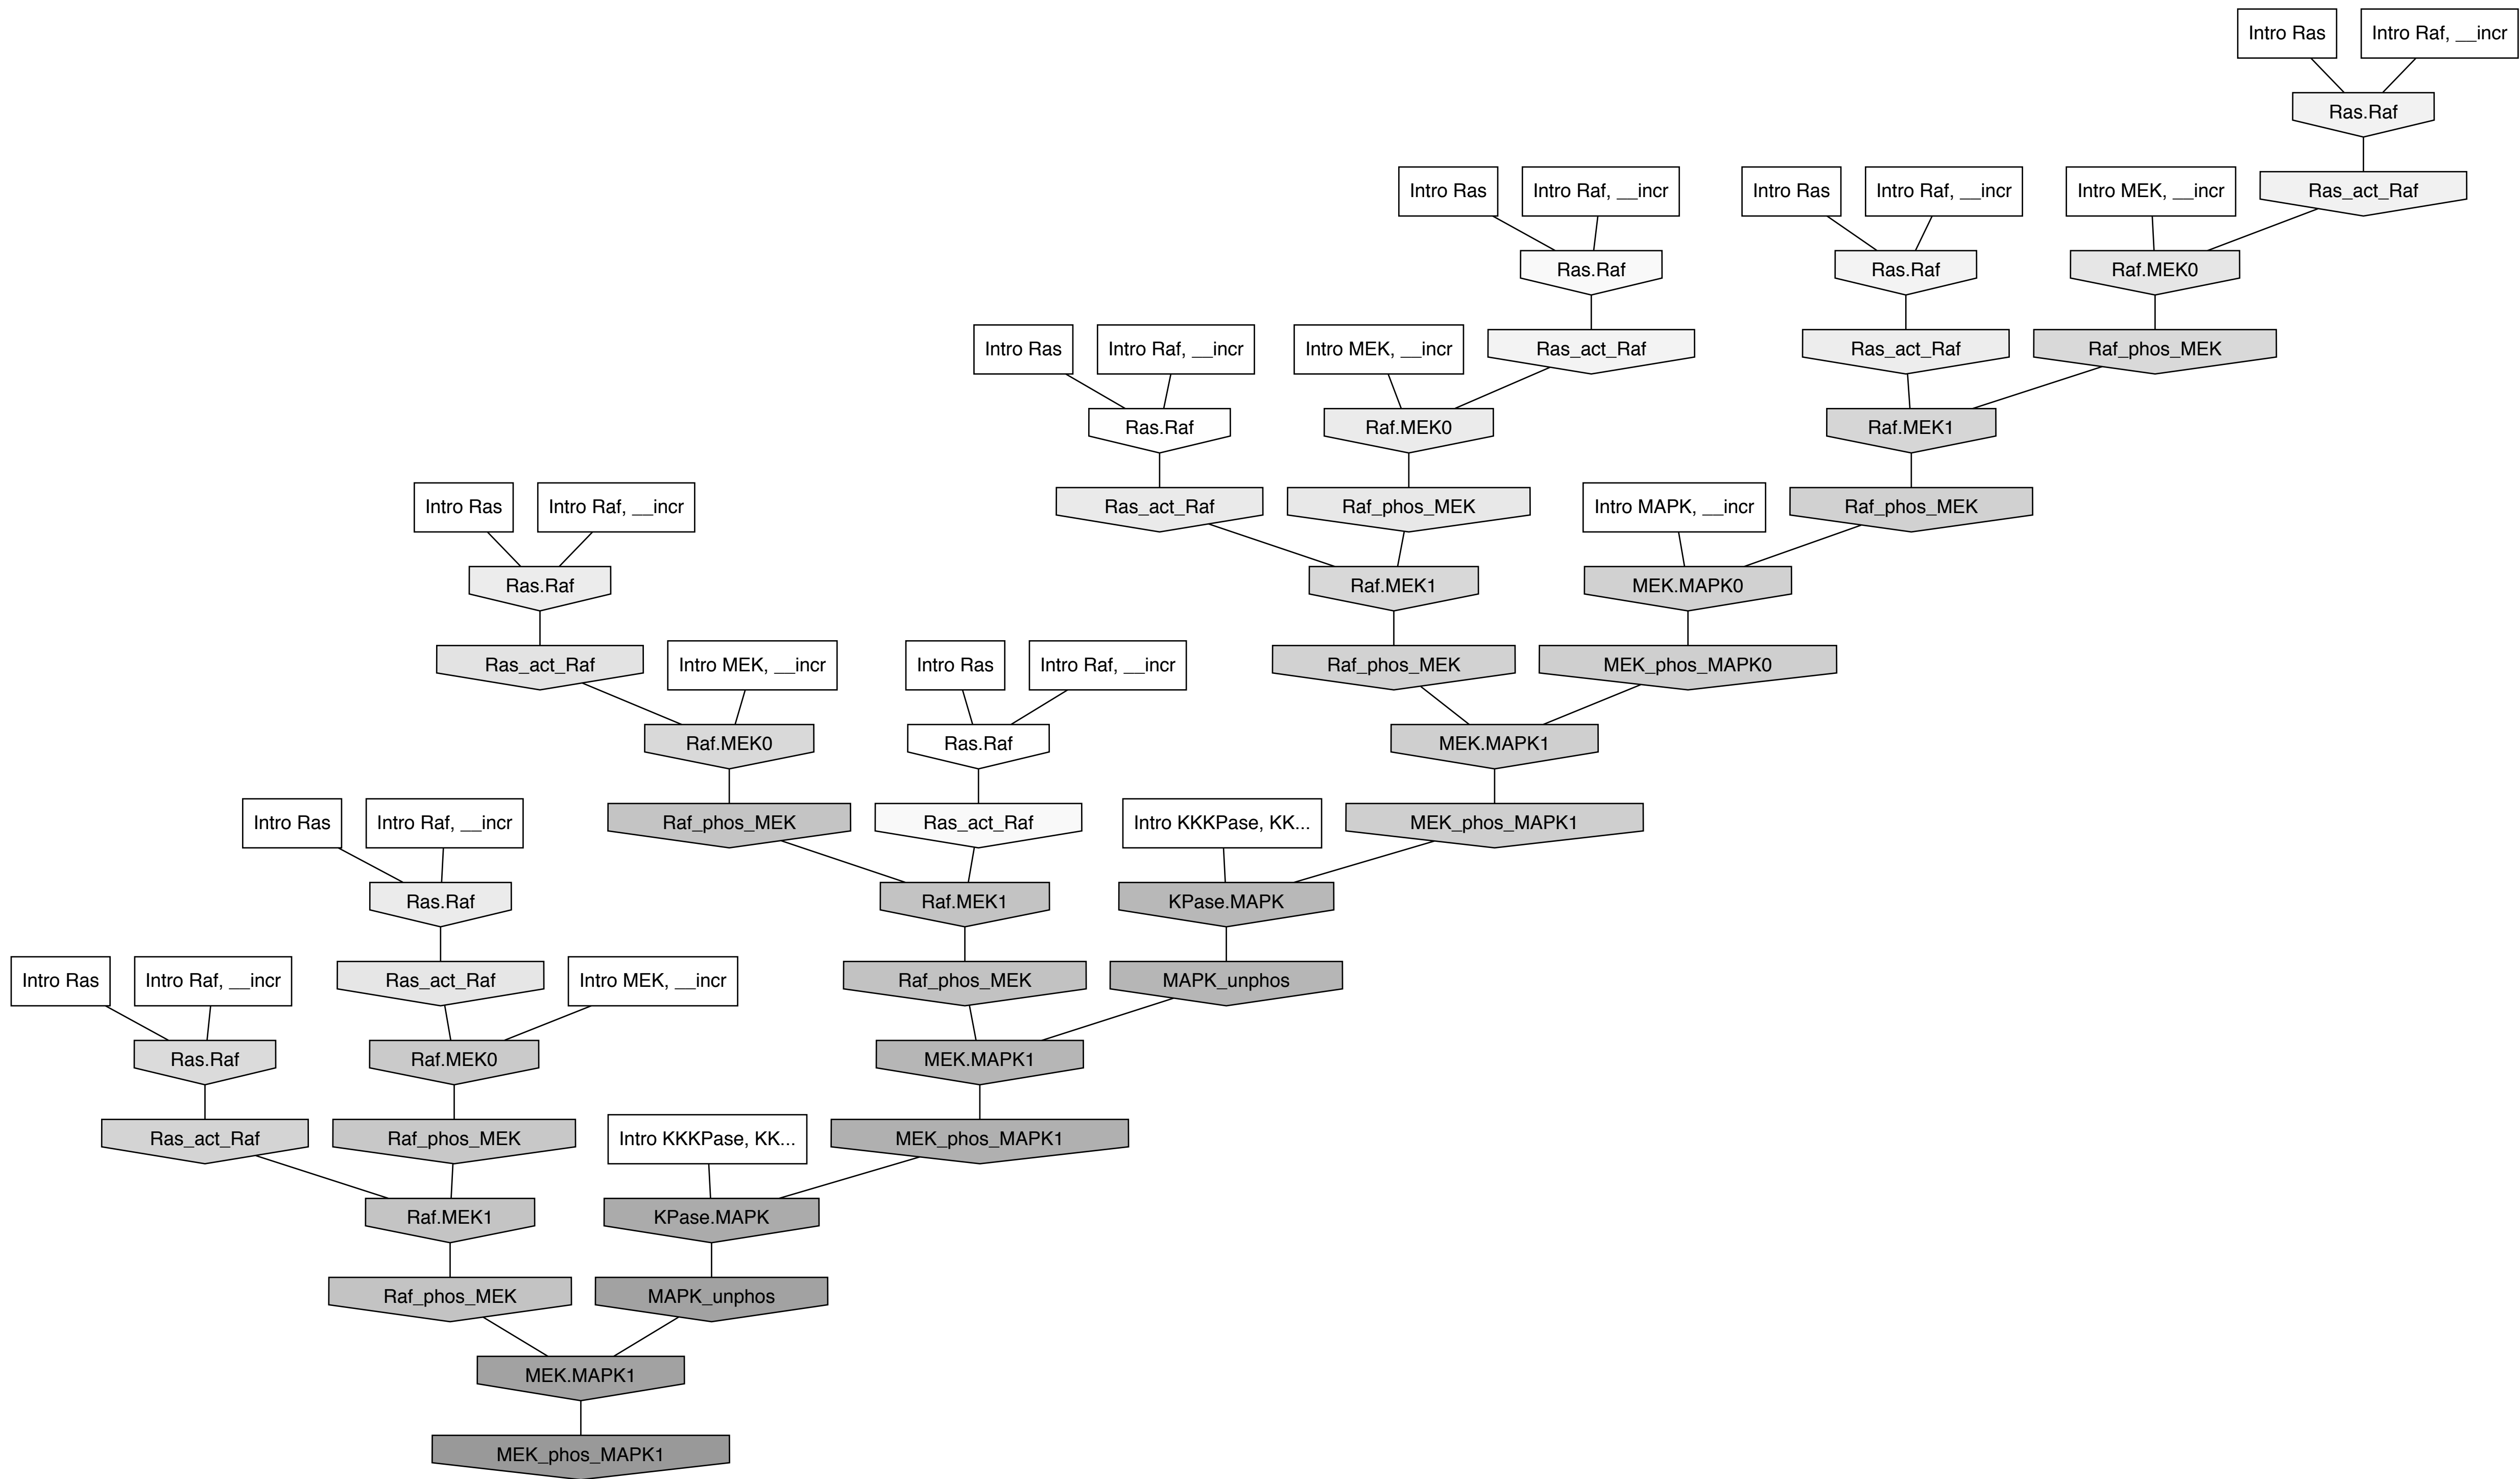 Intro Ras
Intro Raf, __incr
Ras.Raf
Intro Ras
Intro Raf, __incr
Intro Ras
Intro Raf, __incr
Intro MEK, __incr
Ras_act_Raf
Ras.Raf
Ras.Raf
Raf.MEK0
Intro Ras
Intro Raf, __incr
Intro MEK, __incr
Ras_act_Raf
Ras_act_Raf
Raf_phos_MEK
Ras.Raf
Raf.MEK0
Raf.MEK1
Intro Ras
Intro Raf, __incr
Ras_act_Raf
Raf_phos_MEK
Intro MAPK, __incr
Raf_phos_MEK
Ras.Raf
Raf.MEK1
MEK.MAPK0
Ras_act_Raf
Intro MEK, __incr
Intro Ras
Intro Raf, __incr
Raf_phos_MEK
MEK_phos_MAPK0
Raf.MEK0
Ras.Raf
MEK.MAPK1
Intro Ras
Intro Raf, __incr
Raf_phos_MEK
Ras_act_Raf
Intro KKKPase, KK...
MEK_phos_MAPK1
Ras.Raf
Raf.MEK1
KPase.MAPK
Intro Ras
Intro Raf, __incr
Ras_act_Raf
Intro MEK, __incr
Raf_phos_MEK
MAPK_unphos
Ras.Raf
Raf.MEK0
MEK.MAPK1
Ras_act_Raf
Raf_phos_MEK
Intro KKKPase, KK...
MEK_phos_MAPK1
Raf.MEK1
KPase.MAPK
Raf_phos_MEK
MAPK_unphos
MEK.MAPK1
MEK_phos_MAPK1